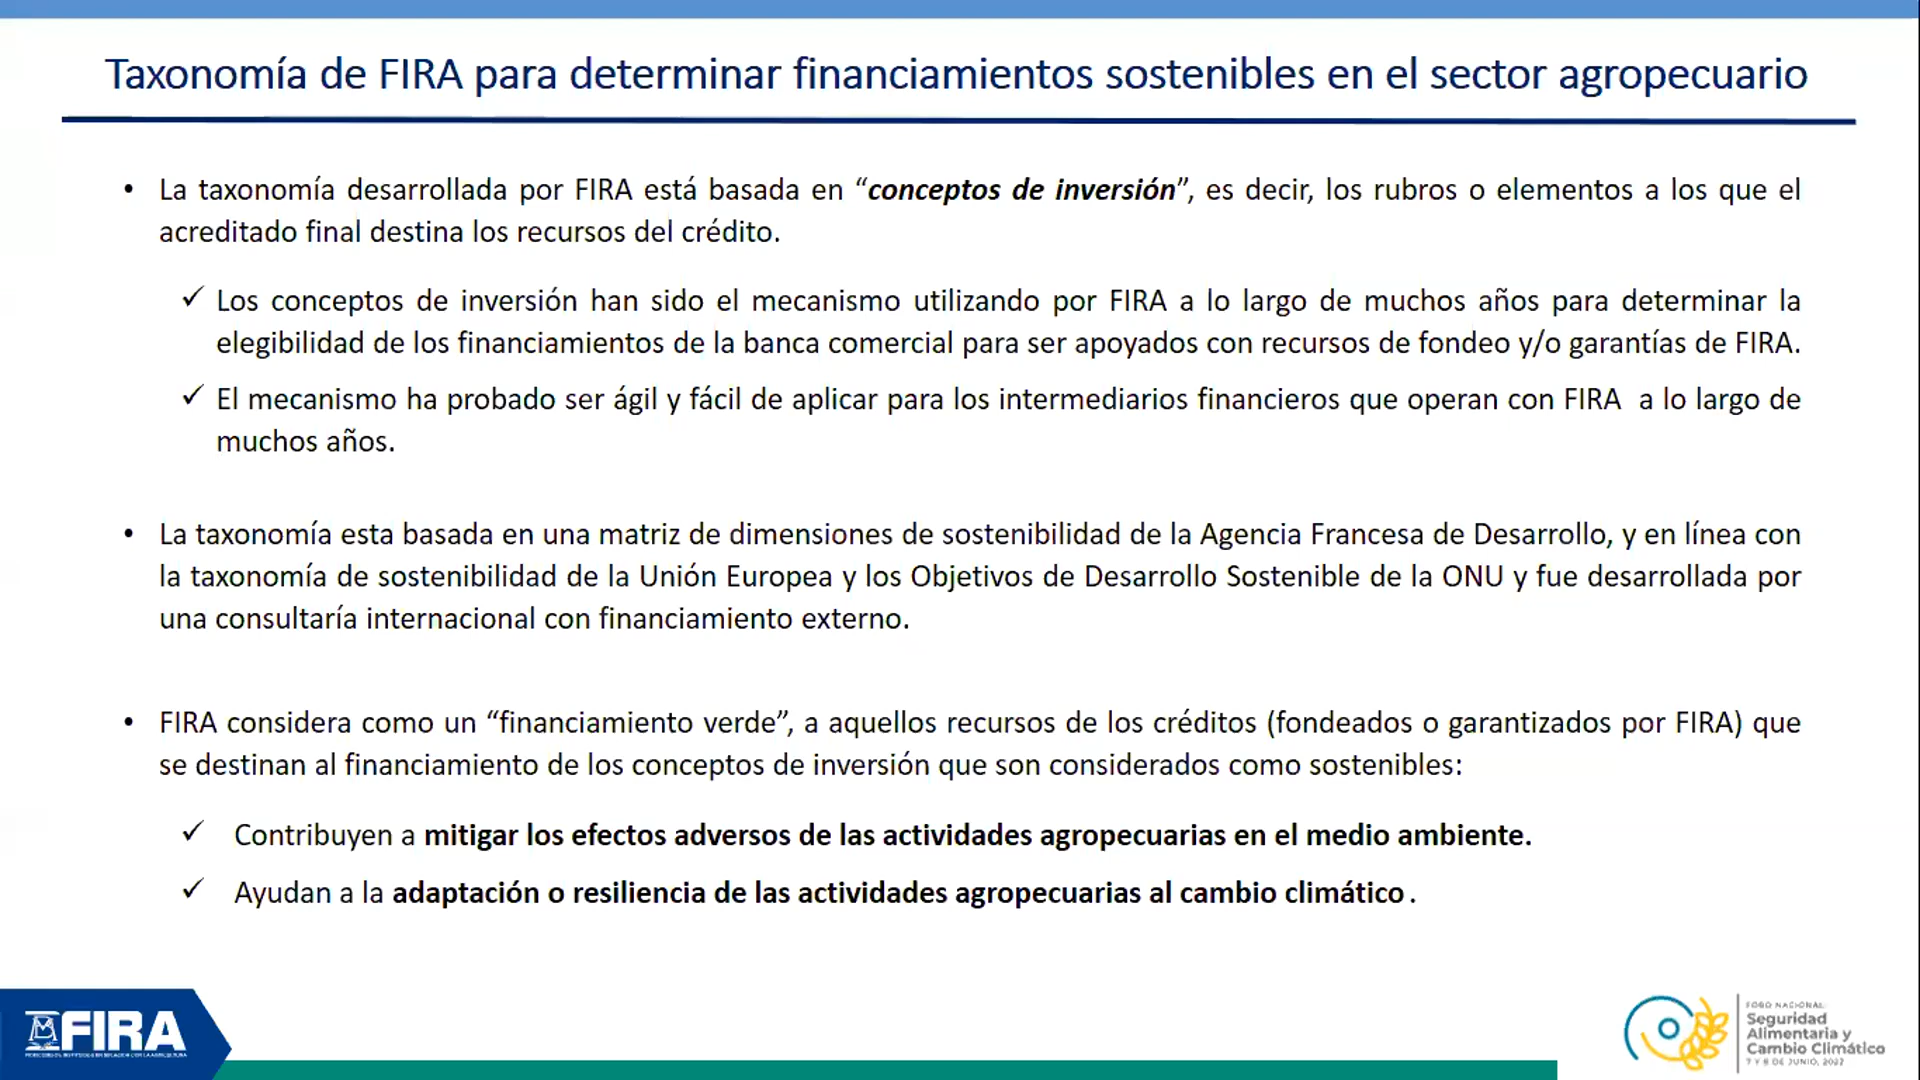 Taxonomía de FIRA para determinar financiamientos sostenibles en el sector agropecuario
• La taxonomía desarrollada por FIRA está basada en “conceptos de inversión”, es decir, los rubros o elementos a los que el
acreditado final destina los recursos del crédito.
✓ Los conceptos de inversión han sido el mecanismo utilizando por FIRA a lo largo de muchos años para determinar la
elegibilidad de los financiamientos de la banca comercial para ser apoyados con recursos de fondeo y/o garantías de FIRA.
✓ El mecanismo ha probado ser ágil y fácil de aplicar para los intermediarios financieros que operan con FIRA a lo largo de
muchos años.
• La taxonomía esta basada en una matriz de dimensiones de sostenibilidad de la Agencia Francesa de Desarrollo, y en línea con
la taxonomía de sostenibilidad de la Unión Europea y los Objetivos de Desarrollo Sostenible de la ONU y fue desarrollada por
una consultaría internacional con financiamiento externo.
• FIRA considera como un “financiamiento verde”, a aquellos recursos de los créditos (fondeados o garantizados por FIRA) que
se destinan al financiamiento de los conceptos de inversión que son considerados como sostenibles:
✓ Contribuyen a mitigar los efectos adversos de las actividades agropecuarias en el medio ambiente.
✓ Ayudan a la adaptación o resiliencia de las actividades agropecuarias al cambio climático.
FIRA
FORO NACIONAL:
Seguridad
Alimentaria y
Cambio Climático
7 Y 8 DE JUNIO, 2022